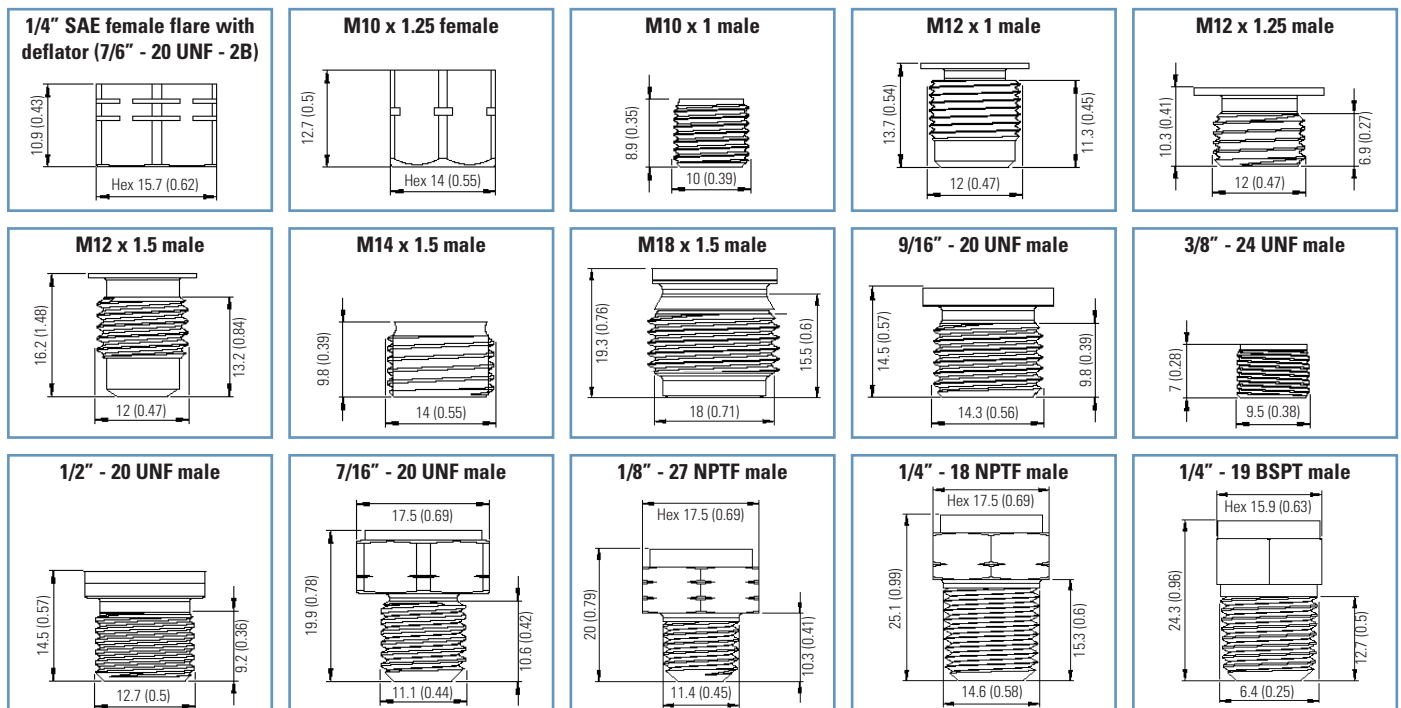 1/4” SAE female flare with
deflator (7/6” - 20 UNF - 2B)
10.9 (0.43)
Hex 15.7 (0.62)
M10 x 1.25 female
12.7 (0.5)
Hex 14 (0.55)
M10 x 1 male
8.9 (0.35)
10 (0.39)
M12 x 1 male
13.7 (0.54)
11.3 (0.45)
12 (0.47)
M12 x 1.25 male
10.3 (0.41)
6.9 (0.27)
12 (0.47)
M12 x 1.5 male
16.2 (1.48)
13.2 (0.84)
12 (0.47)
M14 x 1.5 male
9.8 (0.39)
14 (0.55)
M18 x 1.5 male
19.3 (0.76)
15.5 (0.6)
18 (0.71)
9/16” - 20 UNF male
14.5 (0.57)
9.8 (0.39)
14.3 (0.56)
3/8” - 24 UNF male
7 (0.28)
9.5 (0.38)
1/2” - 20 UNF male
14.5 (0.57)
9.2 (0.36)
12.7 (0.5)
7/16” - 20 UNF male
17.5 (0.69)
19.9 (0.78)
10.6 (0.42)
11.1 (0.44)
1/8” - 27 NPTF male
Hex 17.5 (0.69)
20 (0.79)
10.3 (0.41)
11.4 (0.45)
1/4” - 18 NPTF male
Hex 17.5 (0.69)
25.1 (0.99)
15.3 (0.6)
14.6 (0.58)
1/4” - 19 BSPT male
Hex 15.9 (0.63)
24.3 (0.96)
12.7 (0.5)
6.4 (0.25)